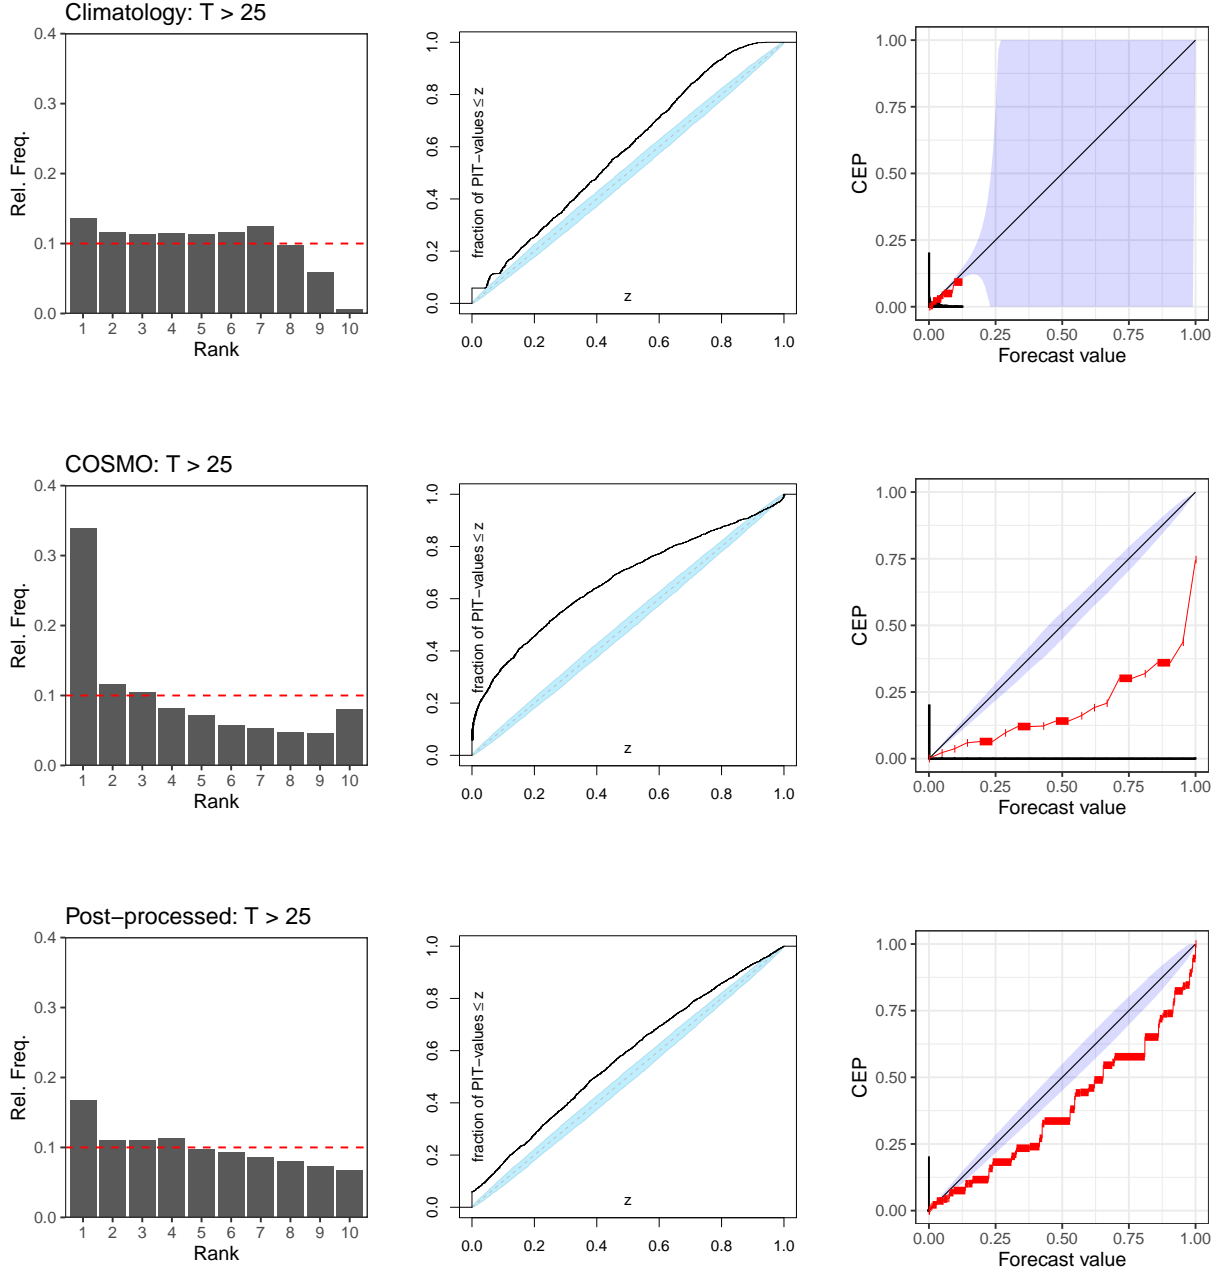 Climatology: T > 25
Rel. Freq.
0.4
0.3
0.2
0.1
0.0
1 2 3 4 5 6 7 8 9 10
Rank
fraction of PIT−values ≤ z
1.0
0.8
0.6
0.4
0.2
0.0
z
0.0 0.2 0.4 0.6 0.8 1.0
CEP
1.00
0.75
0.50
0.25
0.00
0.00 0.25 0.50 0.75 1.00
Forecast value
COSMO: T > 25
Rel. Freq.
0.4
0.3
0.2
0.1
0.0
1 2 3 4 5 6 7 8 9 10
Rank
fraction of PIT−values ≤ z
1.0
0.8
0.6
0.4
0.2
0.0
z
0.0 0.2 0.4 0.6 0.8 1.0
CEP
1.00
0.75
0.50
0.25
0.00
0.00 0.25 0.50 0.75 1.00
Forecast value
Post−processed: T > 25
Rel. Freq.
0.4
0.3
0.2
0.1
0.0
1 2 3 4 5 6 7 8 9 10
Rank
fraction of PIT−values ≤ z
1.0
0.8
0.6
0.4
0.2
0.0
z
0.0 0.2 0.4 0.6 0.8 1.0
CEP
1.00
0.75
0.50
0.25
0.00
0.00 0.25 0.50 0.75 1.00
Forecast value